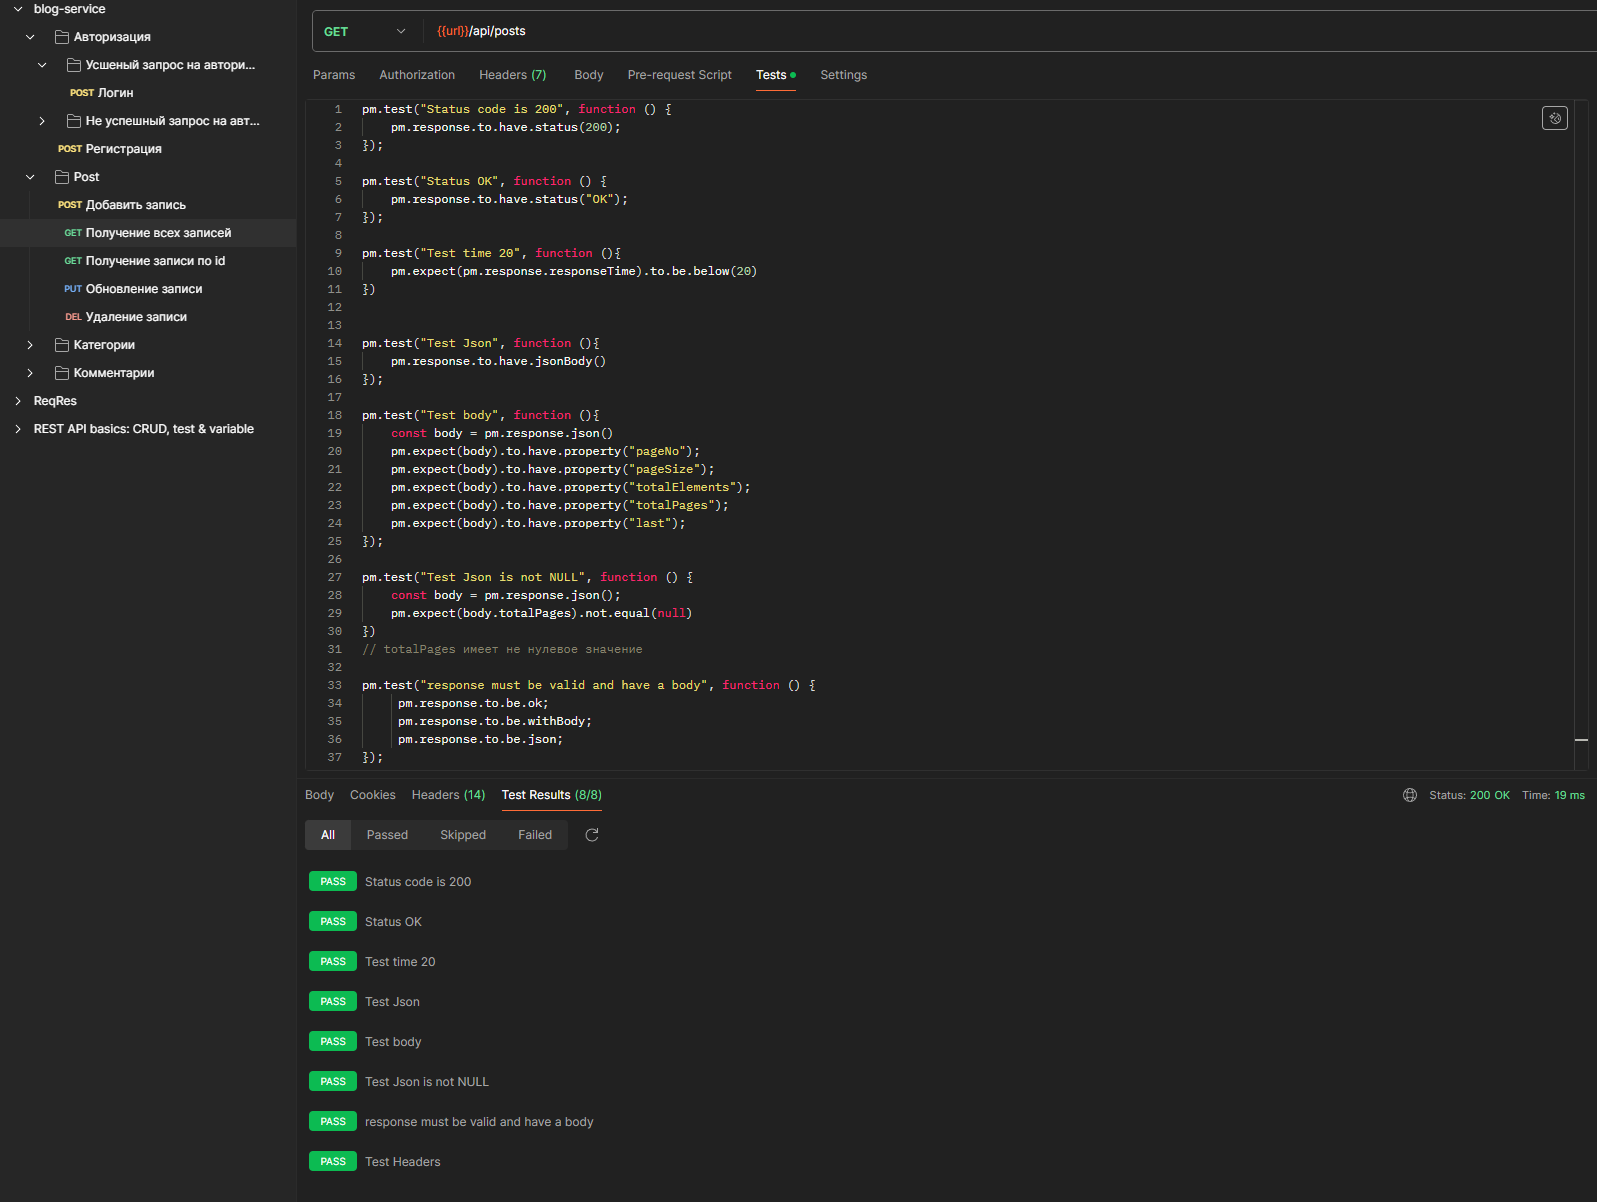 blog-service
Авторизация
Усшеный запрос на автори...
POST Логин
Не успешный запрос на авт...
POST Регистрация
Post
POST Добавить запись
GET Получение всех записей
GET Получение записи по id
PUT Обновление записи
DEL Удаление записи
Категории
Комментарии
ReqRes
REST API basics: CRUD, test & variable
GET {{url}}/api/posts
Params Authorization Headers (7) Body Pre-request Script Tests Settings
1 pm.test("Status code is 200", function () {
2 pm.response.to.have.status(200);
3 });
4
5 pm.test("Status OK", function () {
6 pm.response.to.have.status("OK");
7 });
8
9 pm.test("Test time 20", function (){
10 pm.expect(pm.response.responseTime).to.be.below(20)
11 })
12
13
14 pm.test("Test Json", function (){
15 pm.response.to.have.jsonBody()
16 });
17
18 pm.test("Test body", function (){
19 const body = pm.response.json()
20 pm.expect(body).to.have.property("pageNo");
21 pm.expect(body).to.have.property("pageSize");
22 pm.expect(body).to.have.property("totalElements");
23 pm.expect(body).to.have.property("totalPages");
24 pm.expect(body).to.have.property("last");
25 });
26
27 pm.test("Test Json is not NULL", function () {
28 const body = pm.response.json();
29 pm.expect(body.totalPages).not.equal(null)
30 })
31 // totalPages имеет не нулевое значение
32
33 pm.test("response must be valid and have a body", function () {
34 pm.response.to.be.ok;
35 pm.response.to.be.withBody;
36 pm.response.to.be.json;
37 });
Body Cookies Headers (14) Test Results (8/8) Status: 200 OK Time: 19 ms
All Passed Skipped Failed
PASS Status code is 200
PASS Status OK
PASS Test time 20
PASS Test Json
PASS Test body
PASS Test Json is not NULL
PASS response must be valid and have a body
PASS Test Headers